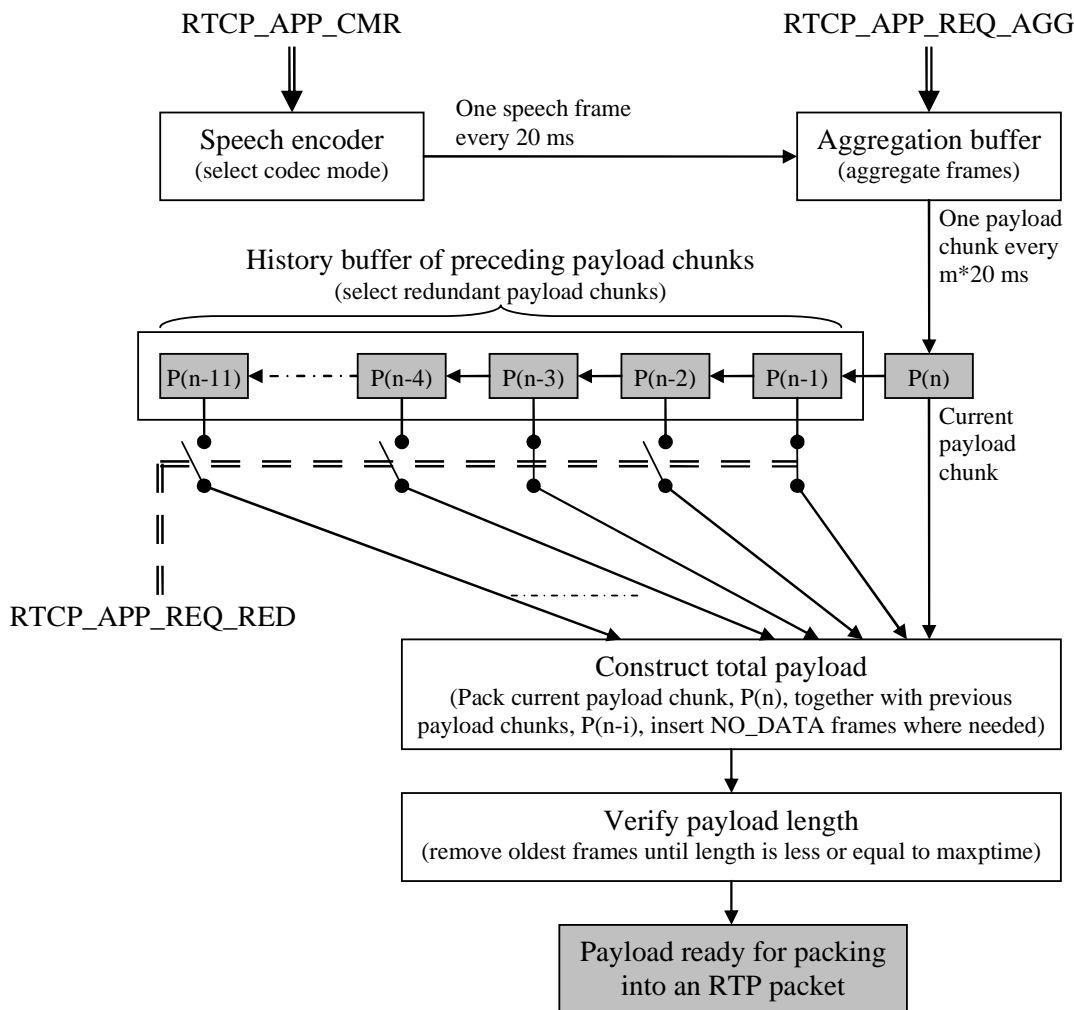 RTCP_APP_CMR
RTCP_APP_REQ_AGG
Speech encoder
(select codec mode)
One speech frame
every 20 ms
Aggregation buffer
(aggregate frames)
One payload
chunk every
m*20 ms
History buffer of preceding payload chunks
(select redundant payload chunks)
P(n-11)
P(n-4)
P(n-3)
P(n-2)
P(n-1)
P(n)
Current
payload
chunk
RTCP_APP_REQ_RED
Construct total payload
(Pack current payload chunk, P(n), together with previous
payload chunks, P(n-i), insert NO_DATA frames where needed)
Verify payload length
(remove oldest frames until length is less or equal to maxptime)
Payload ready for packing
into an RTP packet